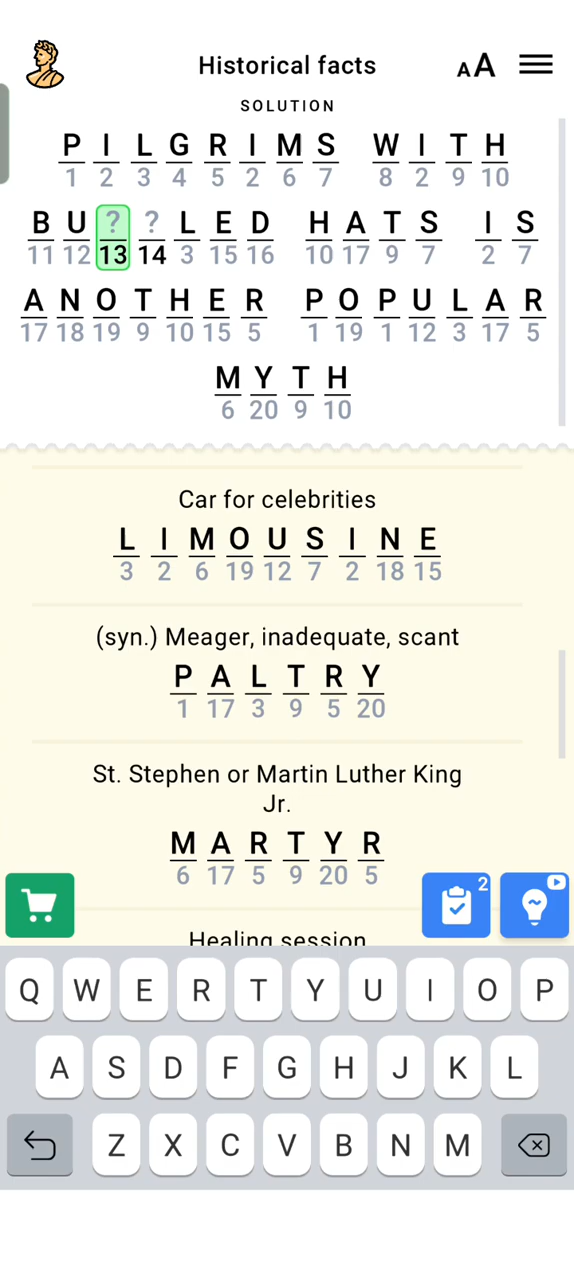 Historical facts
AA
SOLUTION
P I L G R I M S W I T H
1 2 3 4 5 2 6 7 8 2 9 10
B U ? ? L E D H A T S I S
11 12 13 14 3 15 16 10 17 9 7 2 7
A N O T H E R P O P U L A R
17 18 19 9 10 15 5 1 19 1 12 3 17 5
M Y T H
6 20 9 10
Car for celebrities
L I M O U S I N E
3 2 6 19 12 7 2 18 15
(syn.) Meager, inadequate, scant
P A L T R Y
1 17 3 9 5 20
St. Stephen or Martin Luther King
Jr.
M A R T Y R
6 17 5 9 20 5
2
Healing session
Q W E R T Y U I O P
A S D F G H J K L
Z X C V B N M